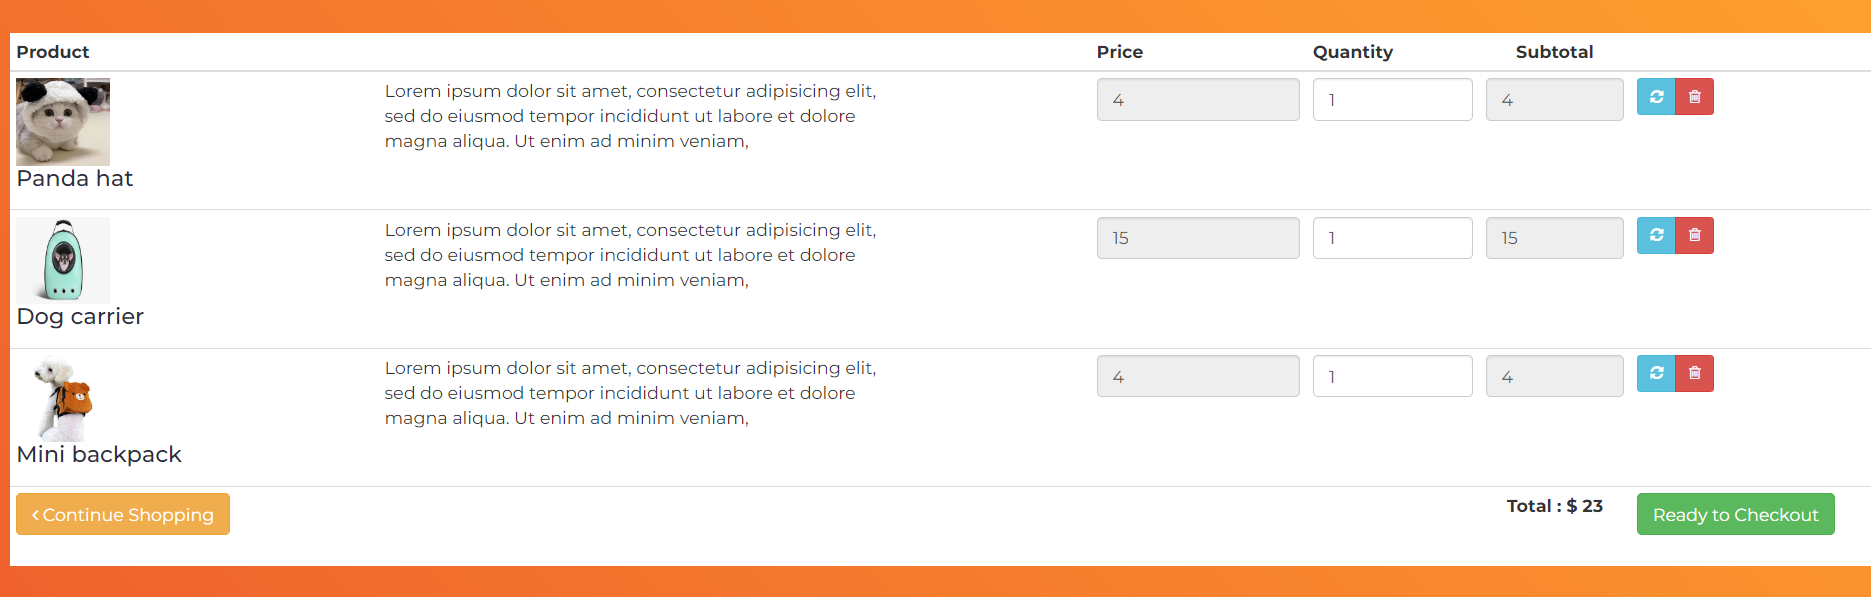 Product Price Quantity Subtotal
Lorem ipsum dolor sit amet, consectetur adipisicing elit,
sed do eiusmod tempor incididunt ut labore et dolore
magna aliqua. Ut enim ad minim veniam,
4 1 4
Panda hat
Lorem ipsum dolor sit amet, consectetur adipisicing elit,
sed do eiusmod tempor incididunt ut labore et dolore
magna aliqua. Ut enim ad minim veniam,
15 1 15
Dog carrier
Lorem ipsum dolor sit amet, consectetur adipisicing elit,
sed do eiusmod tempor incididunt ut labore et dolore
magna aliqua. Ut enim ad minim veniam,
4 1 4
Mini backpack
Continue Shopping Total : $ 23 Ready to Checkout